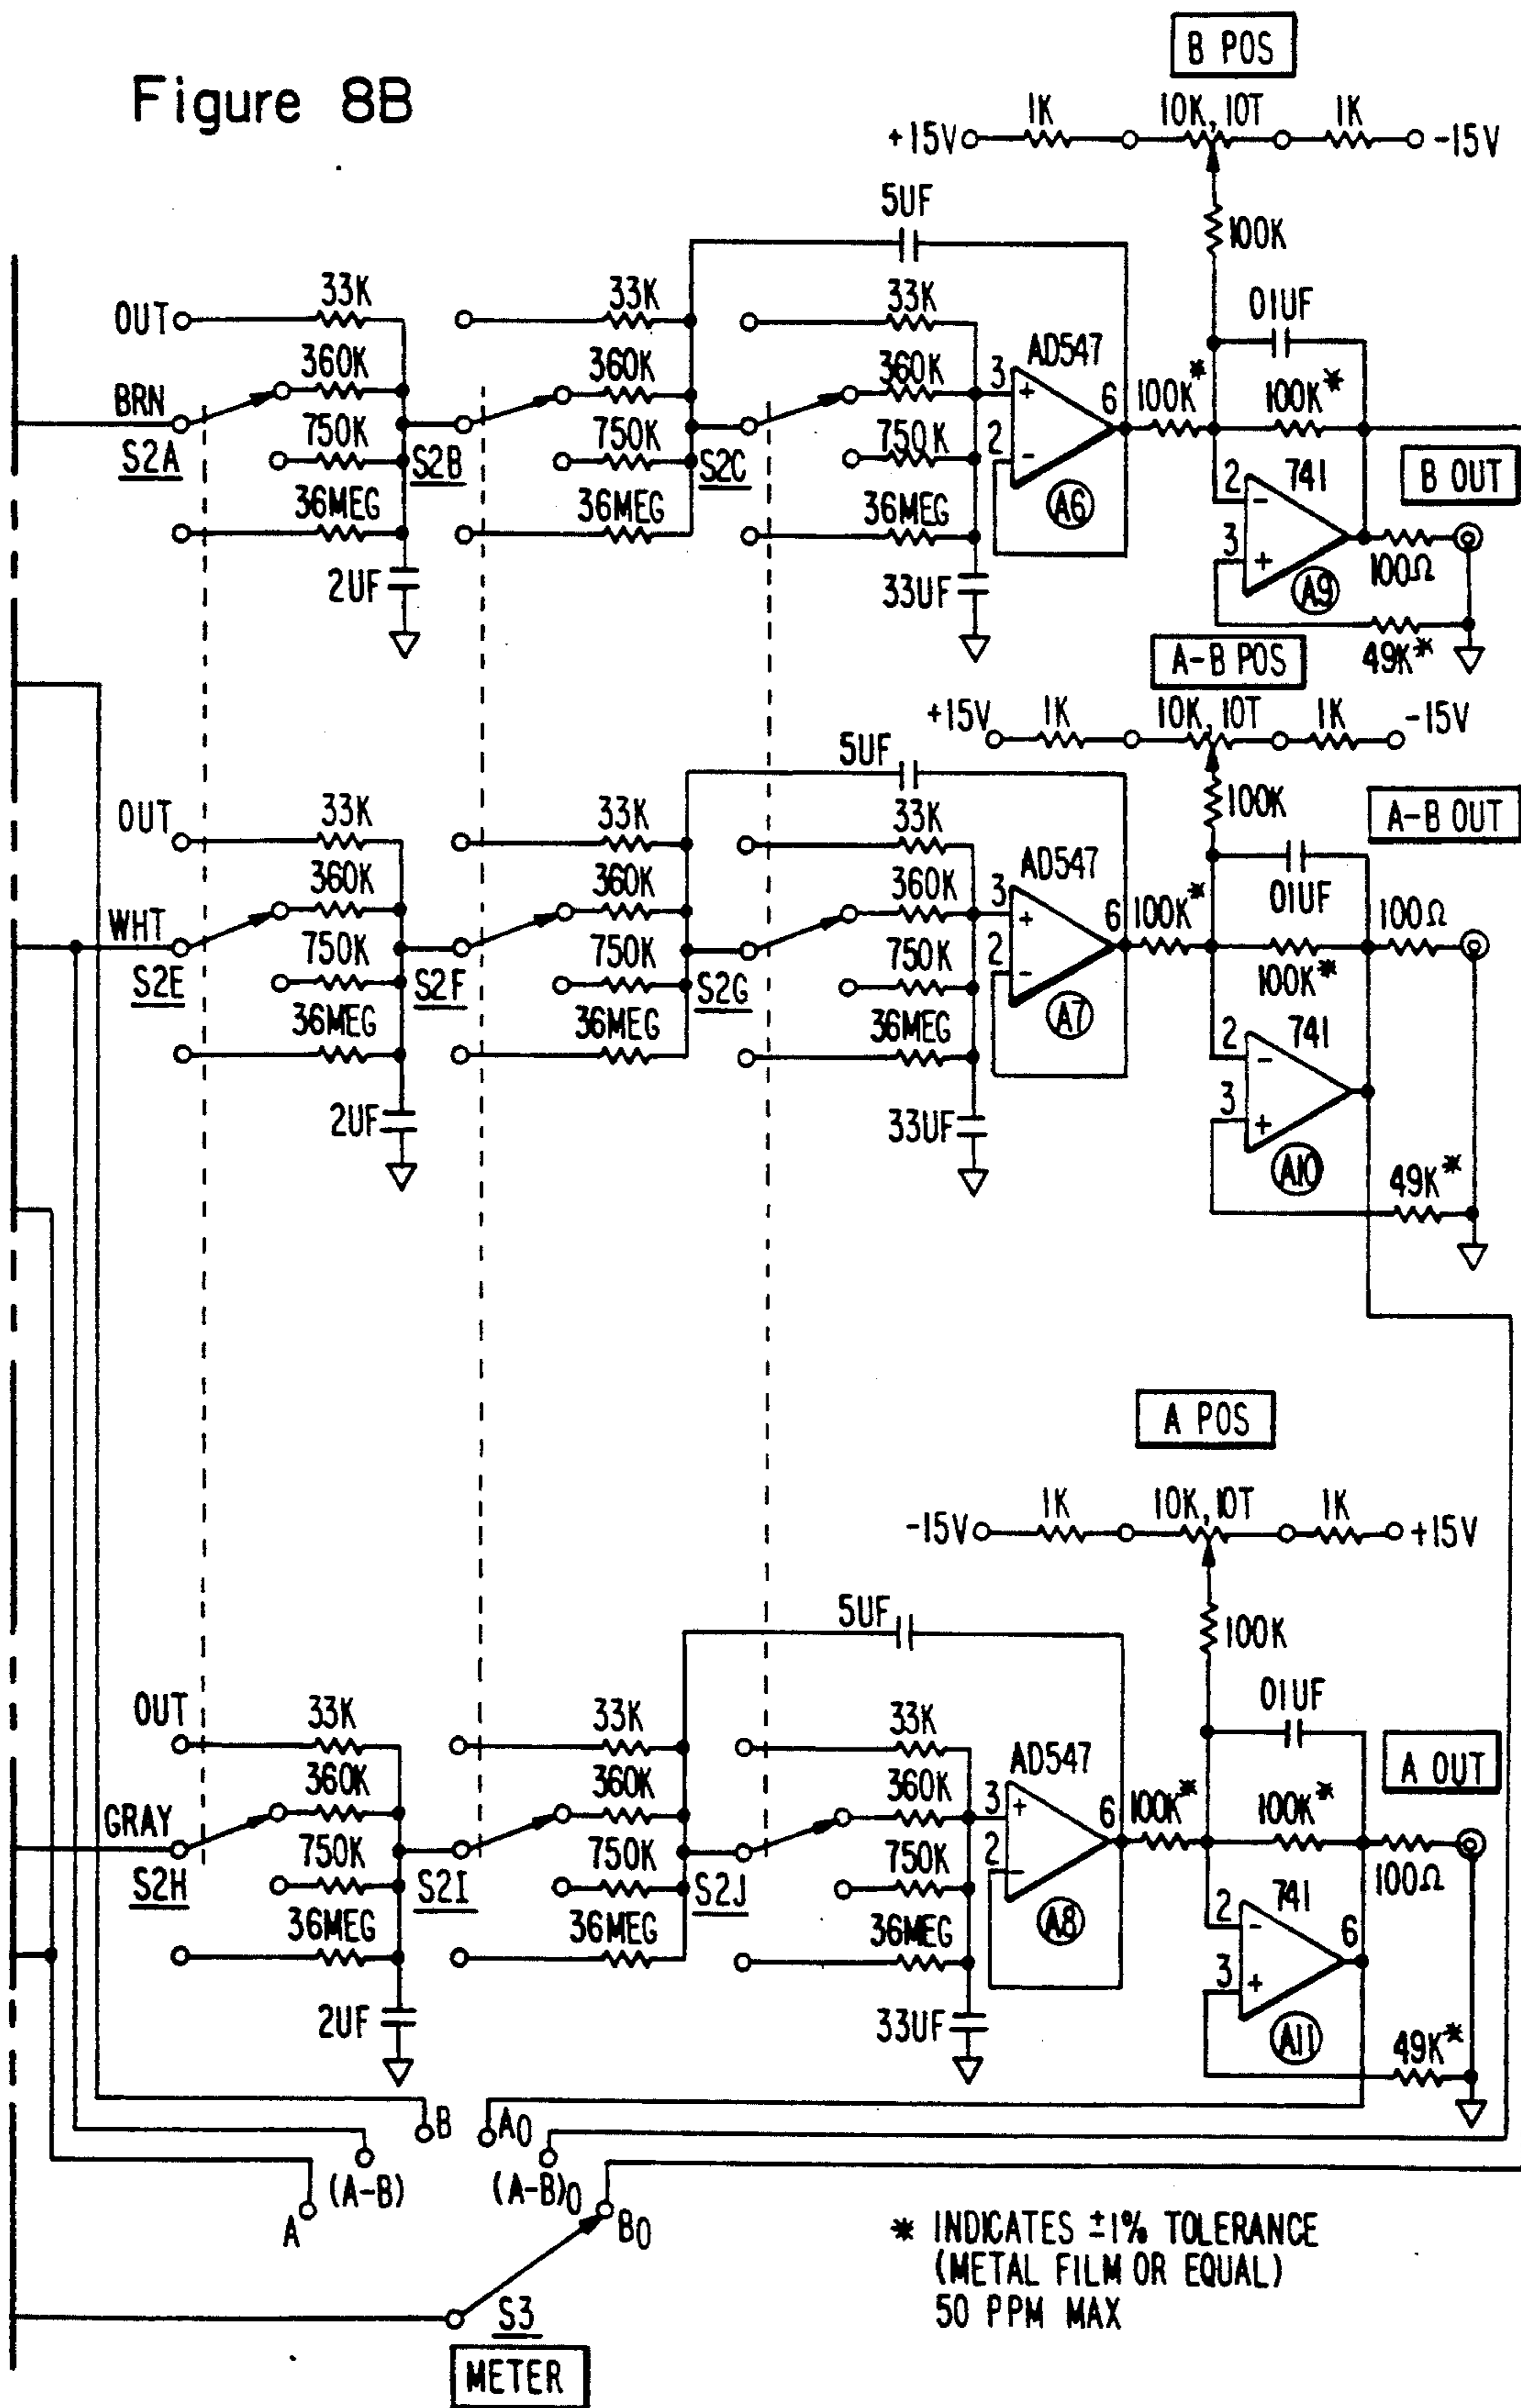 Figure 8B
B POS
+15V 1K 10K, 10T 1K -15V
5UF
100K
OUT 33K 33K 33K 01UF
BRN 360K 360K 360K AD547 3 + 6 100K* 100K*
S2A 750K S2B 750K S2C 750K 2 - A6 2 - 741 B OUT
36MEG 36MEG 36MEG 3 + A9 100Ω
2UF 33UF 49K*
A-B POS
+15V 1K 10K, 10T 1K -15V
5UF
100K
OUT 33K 33K 33K A-B OUT
WHT 360K 360K 360K AD547 3 + 6 100K* 01UF 100Ω
S2E 750K S2F 750K S2G 750K 2 - A7 100K*
36MEG 36MEG 36MEG 2 - 741
2UF 33UF 3 + A10 49K*
A POS
-15V 1K 10K, 10T 1K +15V
5UF
100K
OUT 33K 33K 33K 01UF
GRAY 360K 360K 360K AD547 3 + 6 100K* 100K* A OUT
S2H 750K S2I 750K S2J 750K 2 - A8 2 - 741 6 100Ω
36MEG 36MEG 36MEG 3 + A11
2UF 33UF 49K*
B A0
(A-B) (A-B)0
A B0
S3
METER
* INDICATES ±1% TOLERANCE
(METAL FILM OR EQUAL)
50 PPM MAX